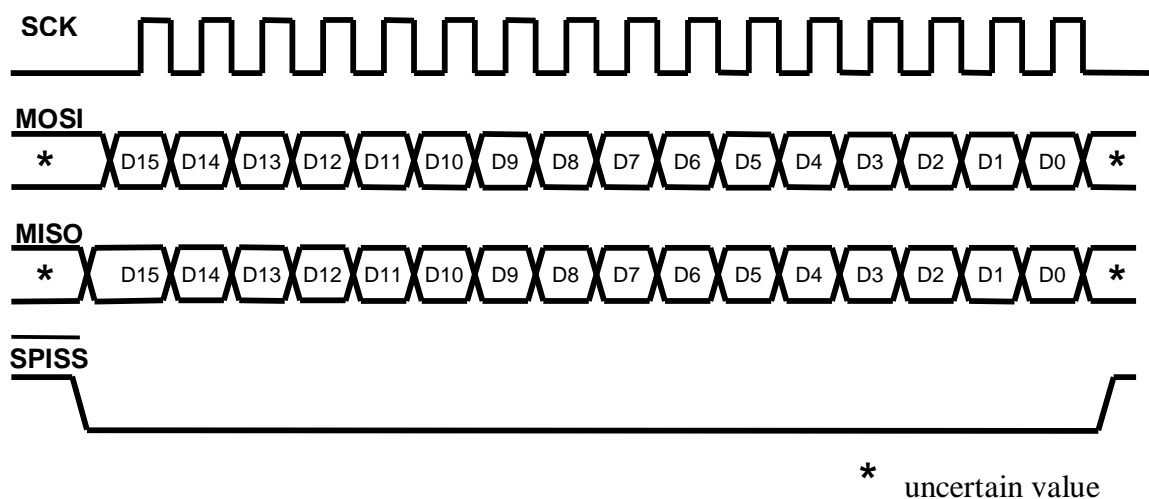 SCK
MOSI
* D15 D14 D13 D12 D11 D10 D9 D8 D7 D6 D5 D4 D3 D2 D1 D0 *
MISO
* D15 D14 D13 D12 D11 D10 D9 D8 D7 D6 D5 D4 D3 D2 D1 D0 *
SPISS
* uncertain value